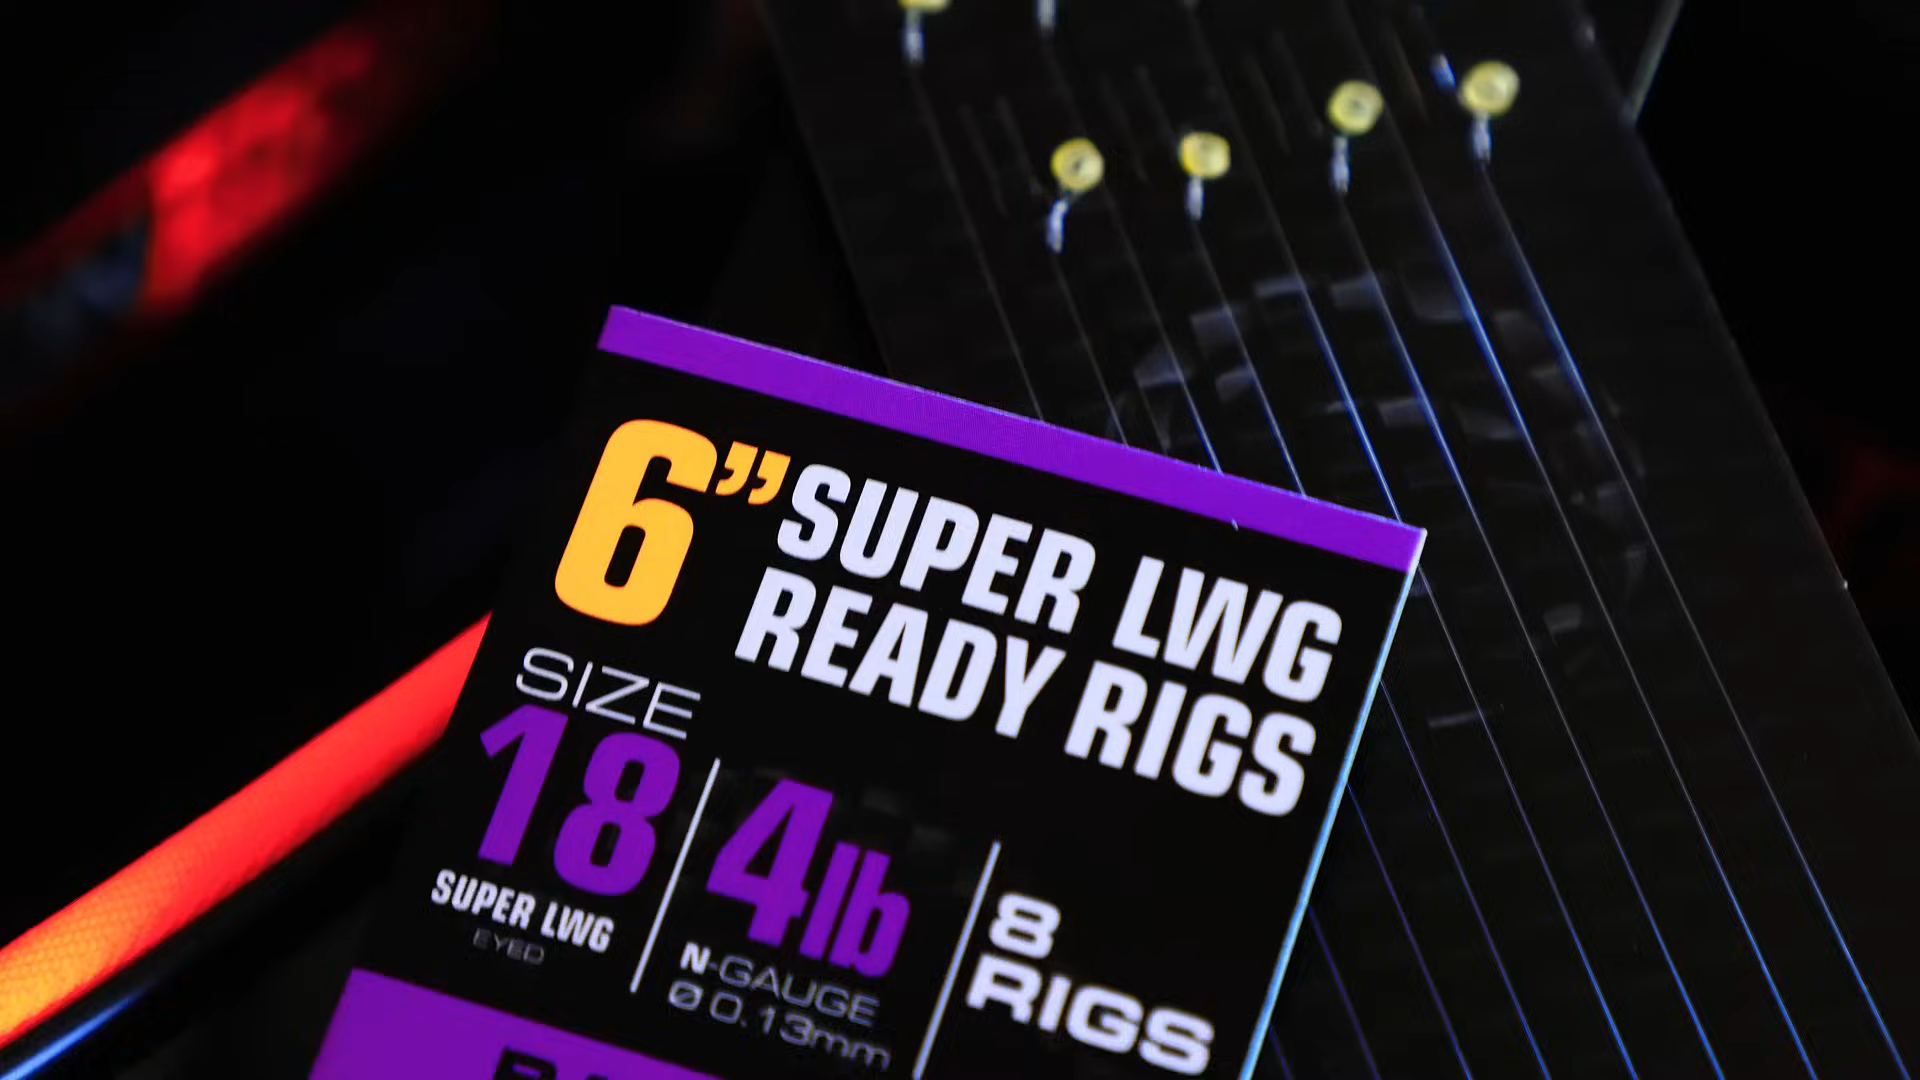 6” SUPER LWG
READY RIGS
SIZE
18
SUPER LWG
EYED
4lb
N-GAUGE
Ø 0.13mm
8
RIGS